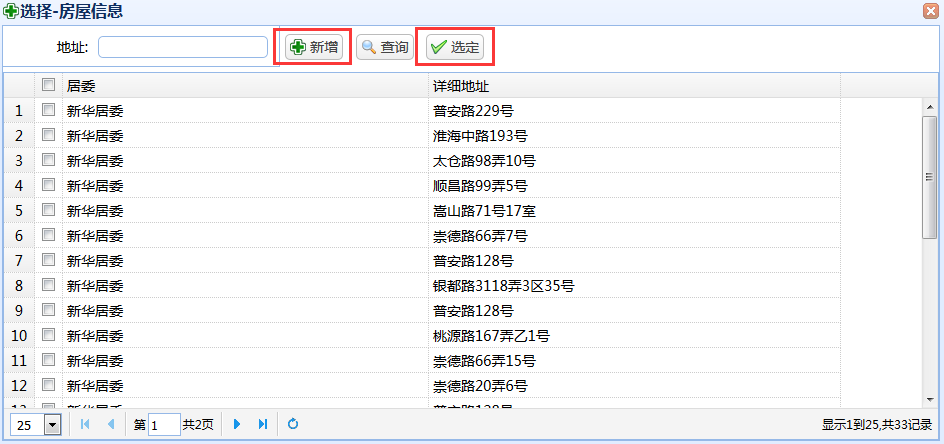 选择-房屋信息
地址: 新增 查询 选定
居委 详细地址
1 新华居委 普安路229号
2 新华居委 淮海中路193号
3 新华居委 太仓路98弄10号
4 新华居委 顺昌路99弄5号
5 新华居委 嵩山路71号17室
6 新华居委 崇德路66弄7号
7 新华居委 普安路128号
8 新华居委 银都路3118弄3区35号
9 新华居委 普安路128号
10 新华居委 桃源路167弄乙1号
11 新华居委 崇德路66弄15号
12 新华居委 崇德路20弄6号
25 第 1 共2页 显示1到25,共33记录